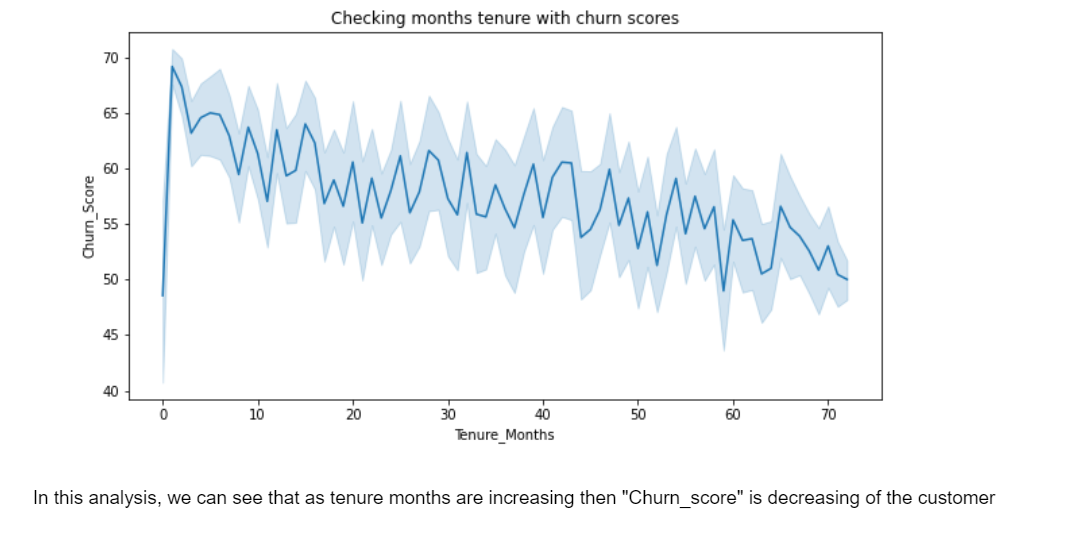 Checking months tenure with churn scores
70
65
60
55
50
45
40
Churn_Score
0 10 20 30 40 50 60 70
Tenure_Months
In this analysis, we can see that as tenure months are increasing then "Churn_score" is decreasing of the customer